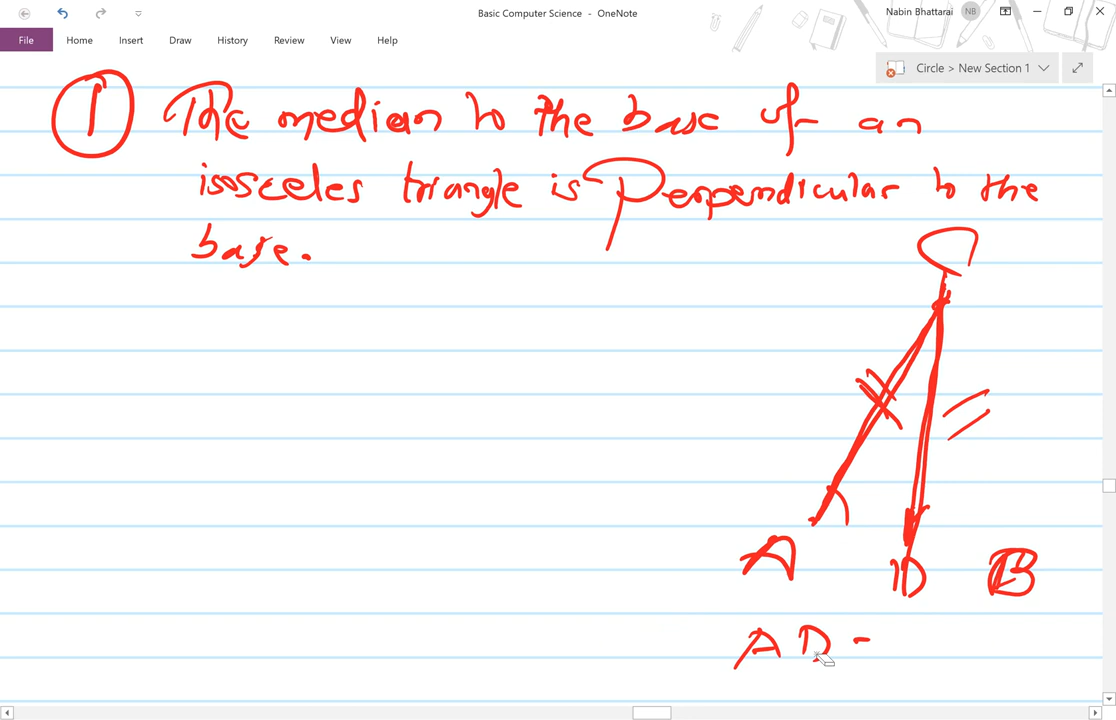 Basic Computer Science - OneNote
Nabin Bhattarai NB
File Home Insert Draw History Review View Help
Circle > New Section 1
1 The median to the base of an
isosceles triangle is Perpendicular to the
base.
C
A D B
A D =